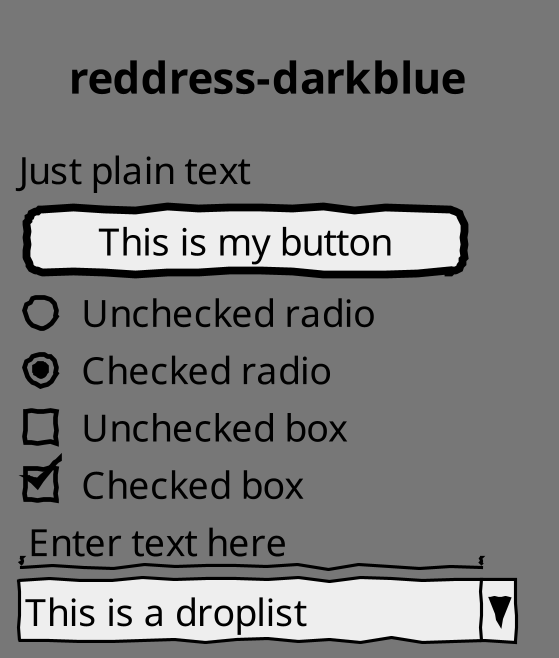 reddress-darkblue
Just plain text
This is my button
Unchecked radio
Checked radio
Unchecked box
Checked box
Enter text here
This is a droplist